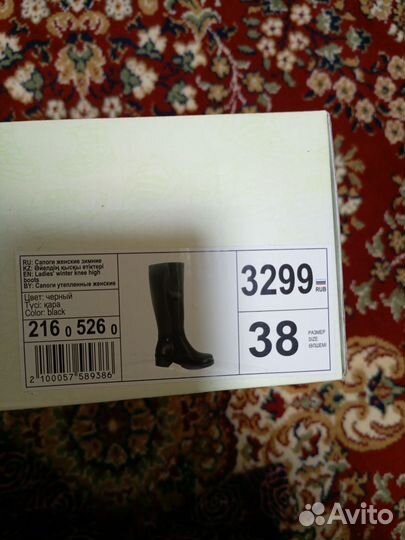 RU: Сапоги женские зимние
KZ: Әйелдің қысқы етіктері
EN: Ladies' winter knee high
boots
BY: Сапоги утепленные женские
Цвет: черный
Түсі: қара
Color: black
216 0 526 0
2 100057 589386
3299
RUB
38
РАЗМЕР
SIZE
ӨЛШЕМІ
Avito